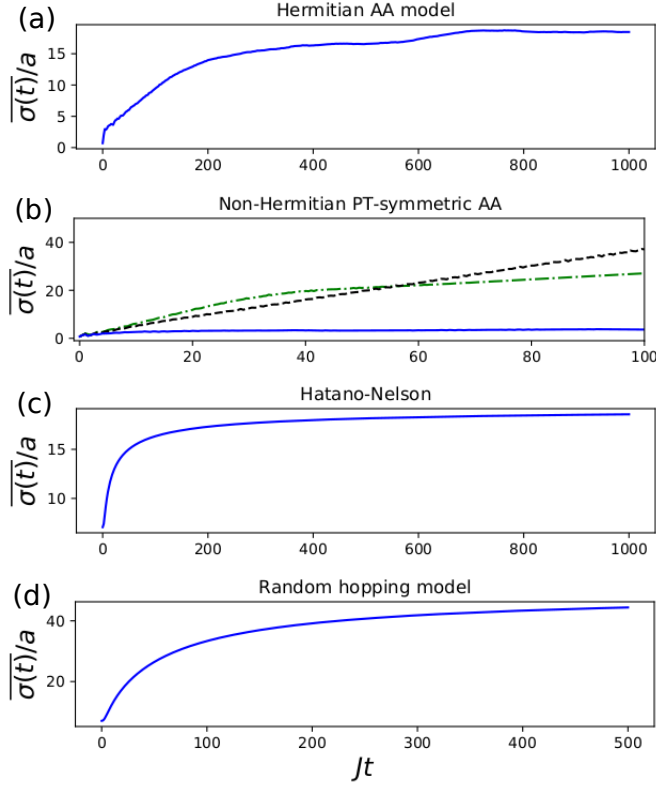 (a)
Hermitian AA model
σ(t)/a
15
10
5
0
0 200 400 600 800 1000
(b)
Non-Hermitian PT-symmetric AA
σ(t)/a
40
20
0
0 20 40 60 80 100
(c)
Hatano-Nelson
σ(t)/a
15
10
0 200 400 600 800 1000
(d)
Random hopping model
σ(t)/a
40
20
0 100 200 300 400 500
Jt